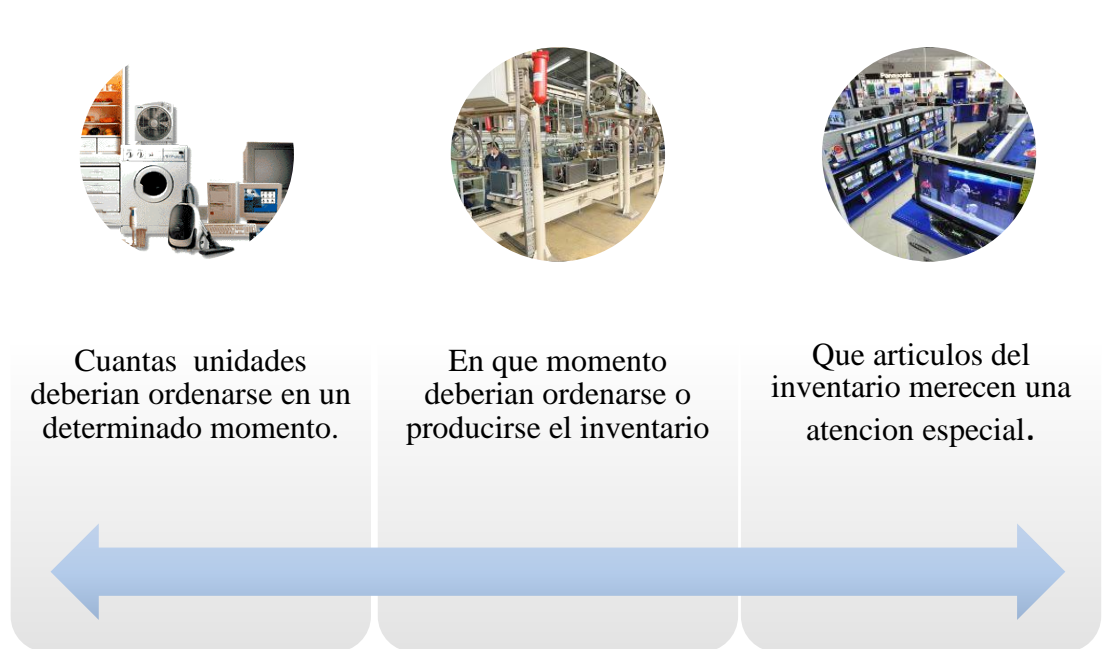 Panasonic
Cuantas  unidades
deberian ordenarse en un
determinado momento.
En que momento
deberian ordenarse o
producirse el inventario
Que articulos del
inventario merecen una
atencion especial.